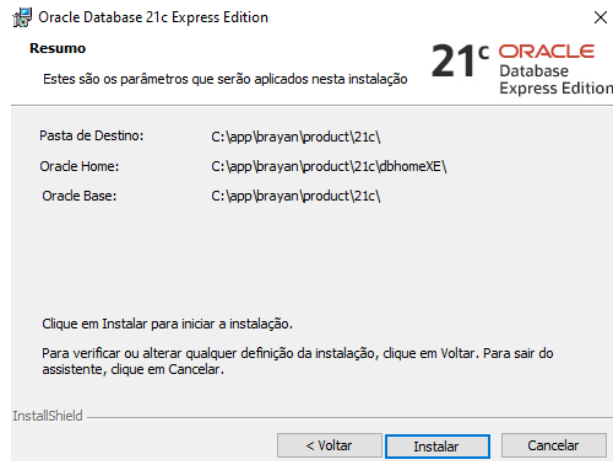 Oracle Database 21c Express Edition
Resumo
Estes são os parâmetros que serão aplicados nesta instalação
21c ORACLE
Database
Express Edition
Pasta de Destino: C:\app\brayan\product\21c\
Oracle Home: C:\app\brayan\product\21c\dbhomeXE\
Oracle Base: C:\app\brayan\product\21c\
Clique em Instalar para iniciar a instalação.
Para verificar ou alterar qualquer definição da instalação, clique em Voltar. Para sair do
assistente, clique em Cancelar.
InstallShield
< Voltar Instalar Cancelar